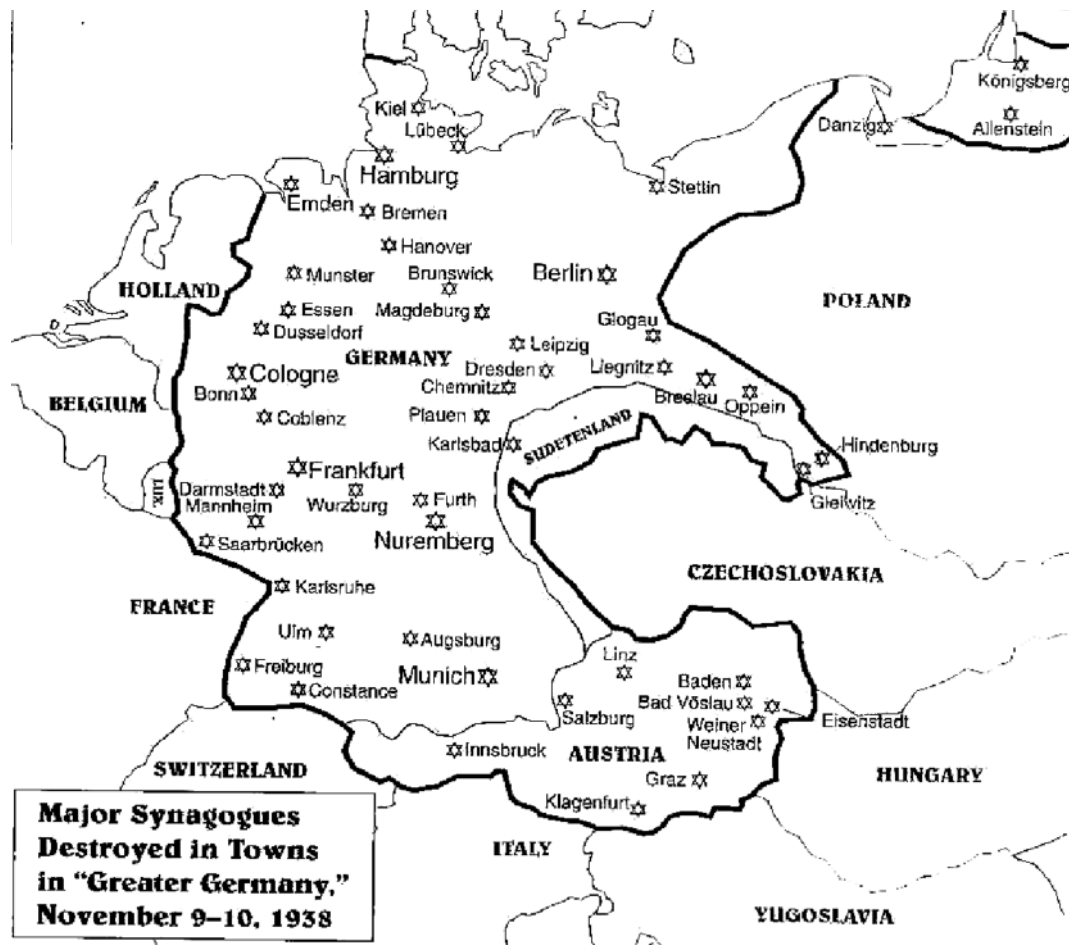 Kiel
Lübeck
Hamburg
Emden
Bremen
Hanover
Munster
Brunswick
Berlin
Stettin
Danzig
Königsberg
Allenstein
HOLLAND
Essen
Dusseldorf
Magdeburg
POLAND
Glogau
GERMANY
Leipzig
Cologne
Dresden
Liegnitz
Bonn
Chemnitz
Breslau
Oppeln
BELGIUM
Coblenz
Plauen
Karlsbad
SUDETENLAND
Hindenburg
Frankfurt
LUX
Darmstadt
Mannheim
Wurzburg
Furth
Gleiwitz
Nuremberg
Saarbrücken
CZECHOSLOVAKIA
Karlsruhe
FRANCE
Ulm
Augsburg
Linz
Freiburg
Munich
Baden
Constance
Bad Vöslau
Salzburg
Eisenstadt
Weiner
Neustadt
Innsbruck
AUSTRIA
SWITZERLAND
Graz
HUNGARY
Klagenfurt
ITALY
YUGOSLAVIA
Major Synagogues
Destroyed in Towns
in “Greater Germany,”
November 9–10, 1938